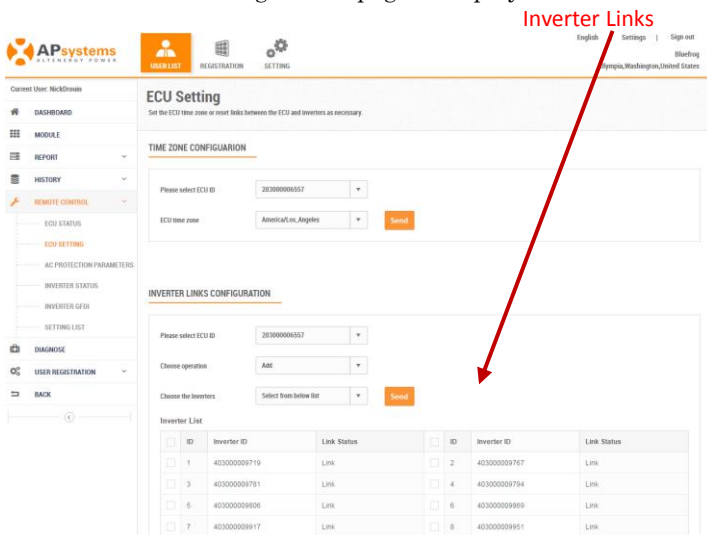 Inverter Links
APsystems
ALTENERGY POWER
USER LIST
REGISTRATION
SETTING
English Settings | Sign out
Bluefrog
Olympia,Washington,United States
Current User: NickDrouin
DASHBOARD
MODULE
REPORT
HISTORY
REMOTE CONTROL
ECU STATUS
ECU SETTING
AC PROTECTION PARAMETERS
INVERTER STATUS
INVERTER GFDI
SETTING LIST
DIAGNOSE
USER REGISTRATION
BACK
ECU Setting
Set the ECU time zone or reset links between the ECU and inverters as necessary.
TIME ZONE CONFIGUARION
Please select ECU ID 203000006557
ECU time zone America/Los_Angeles Send
INVERTER LINKS CONFIGURATION
Please select ECU ID 203000006557
Choose operation Add
Choose the Inverters Select from below list Send
Inverter List
ID Inverter ID Link Status ID Inverter ID Link Status
1 403000009719 Link 2 403000009767 Link
3 403000009781 Link 4 403000009794 Link
5 403000009806 Link 6 403000009869 Link
7 403000009917 Link 8 403000009951 Link